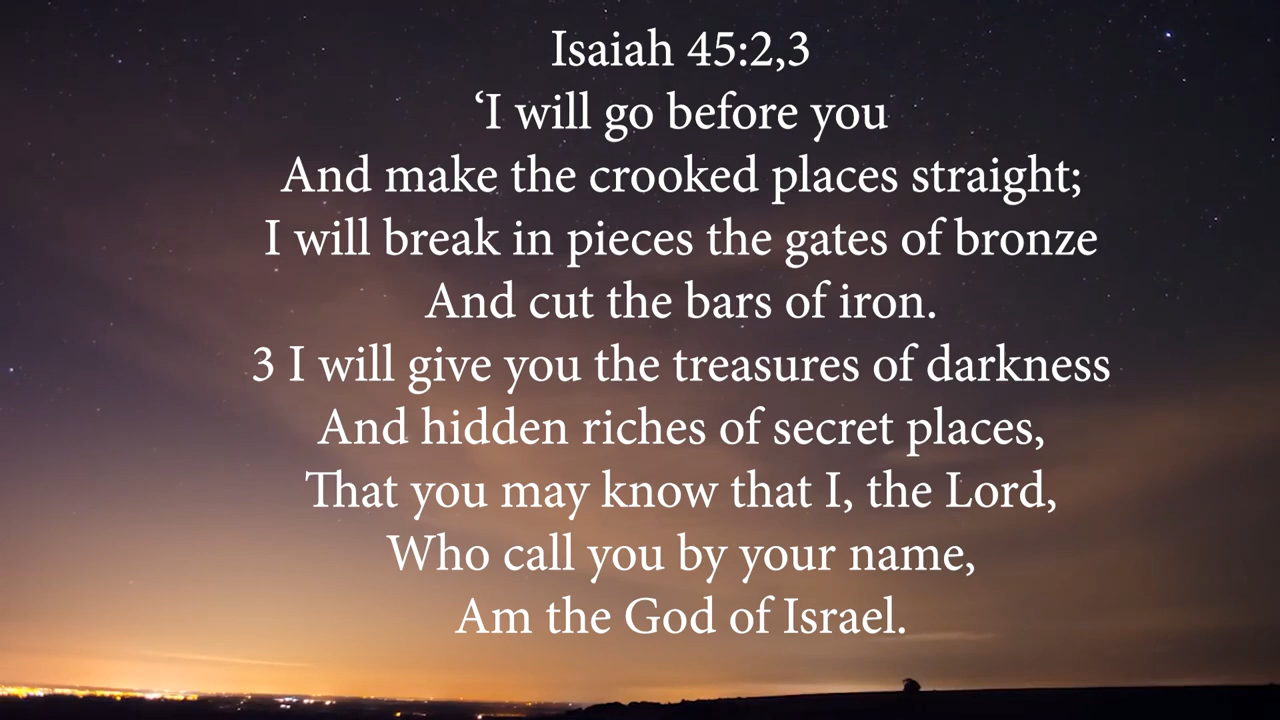 Isaiah 45:2,3
‘I will go before you
And make the crooked places straight;
I will break in pieces the gates of bronze
And cut the bars of iron.
3 I will give you the treasures of darkness
And hidden riches of secret places,
That you may know that I, the Lord,
Who call you by your name,
Am the God of Israel.